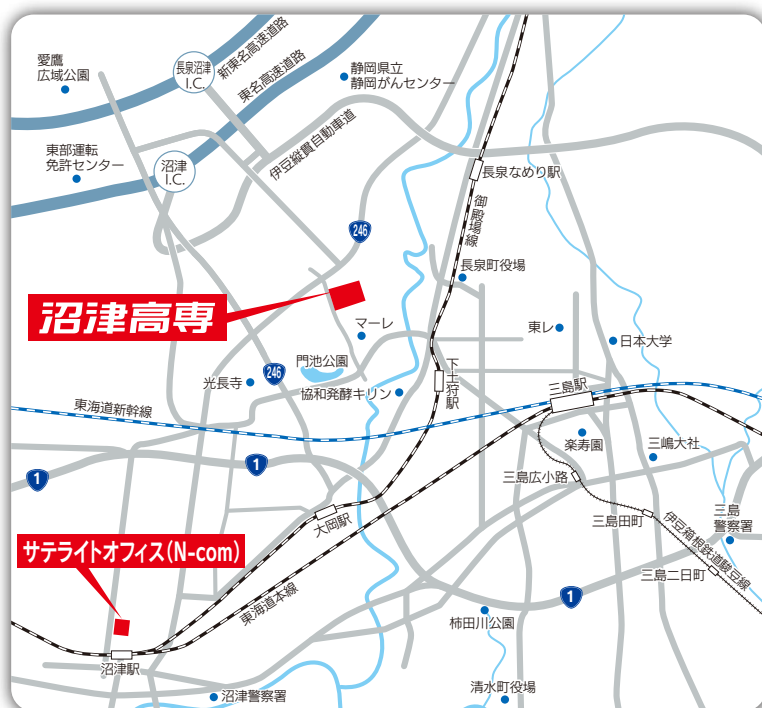 愛鷹
広域公園
長泉沼津
I.C.
新東名高速道路
東名高速道路
静岡県立
静岡がんセンター
東部運転
免許センター
沼津
I.C.
伊豆縦貫自動車道
長泉なめり駅
御殿場線
246
長泉町役場
沼津高専
マーレ
東レ
日本大学
門池公園
246
光長寺
協和発酵キリン
下土狩駅
三島駅
東海道新幹線
楽寿園
三嶋大社
1
1
三島広小路
大岡駅
三島田町
伊豆箱根鉄道駿豆線
三島
警察署
サテライトオフィス(N-com)
三島二日町
東海道本線
1
柿田川公園
沼津駅
沼津警察署
清水町役場